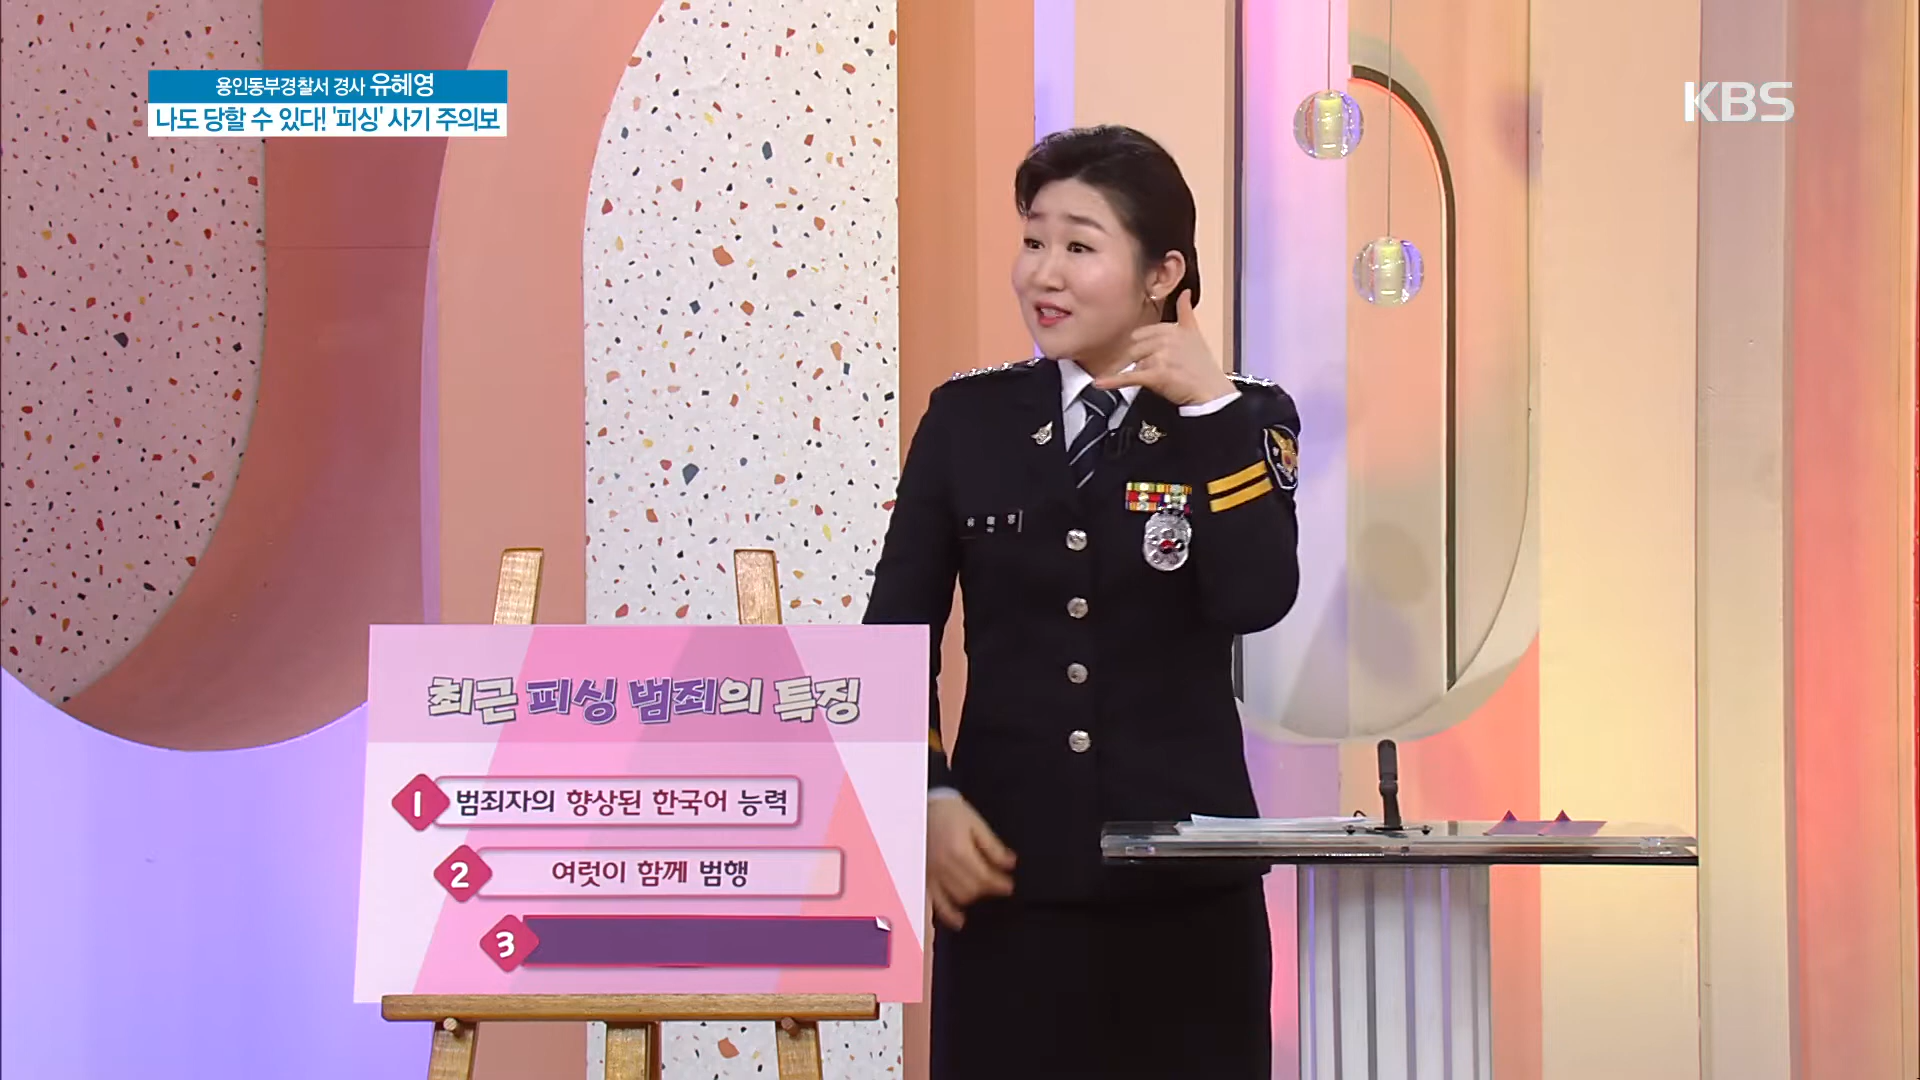 용인동부경찰서 경사 유혜영
나도 당할 수 있다! '피싱' 사기 주의보
KBS
최근 피싱 범죄의 특징
1 범죄자의 향상된 한국어 능력
2 여럿이 함께 범행
3
유혜영